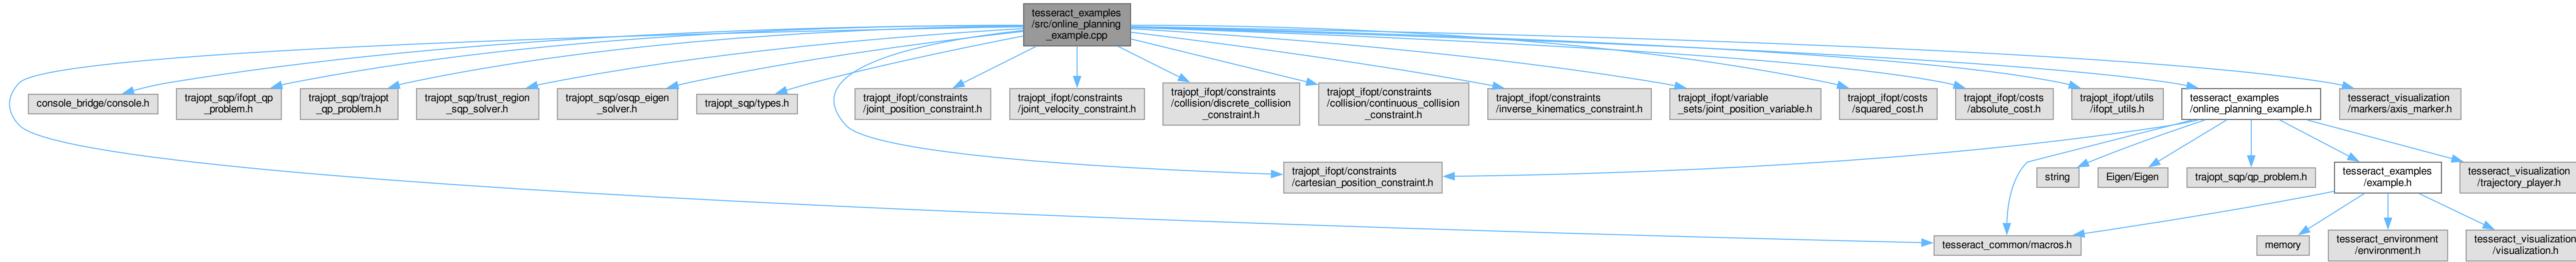 tesseract_examples
/src/online_planning
_example.cpp
console_bridge/console.h
trajopt_sqp/ifopt_qp
_problem.h
trajopt_sqp/trajopt
_qp_problem.h
trajopt_sqp/trust_region
_sqp_solver.h
trajopt_sqp/osqp_eigen
_solver.h
trajopt_sqp/types.h
trajopt_ifopt/constraints
/joint_position_constraint.h
trajopt_ifopt/constraints
/joint_velocity_constraint.h
trajopt_ifopt/constraints
/collision/discrete_collision
_constraint.h
trajopt_ifopt/constraints
/collision/continuous_collision
_constraint.h
trajopt_ifopt/constraints
/inverse_kinematics_constraint.h
trajopt_ifopt/variable
_sets/joint_position_variable.h
trajopt_ifopt/costs
/squared_cost.h
trajopt_ifopt/costs
/absolute_cost.h
trajopt_ifopt/utils
/ifopt_utils.h
tesseract_examples
/online_planning_example.h
tesseract_visualization
/markers/axis_marker.h
trajopt_ifopt/constraints
/cartesian_position_constraint.h
string
Eigen/Eigen
trajopt_sqp/qp_problem.h
tesseract_examples
/example.h
tesseract_visualization
/trajectory_player.h
tesseract_common/macros.h
memory
tesseract_environment
/environment.h
tesseract_visualization
/visualization.h